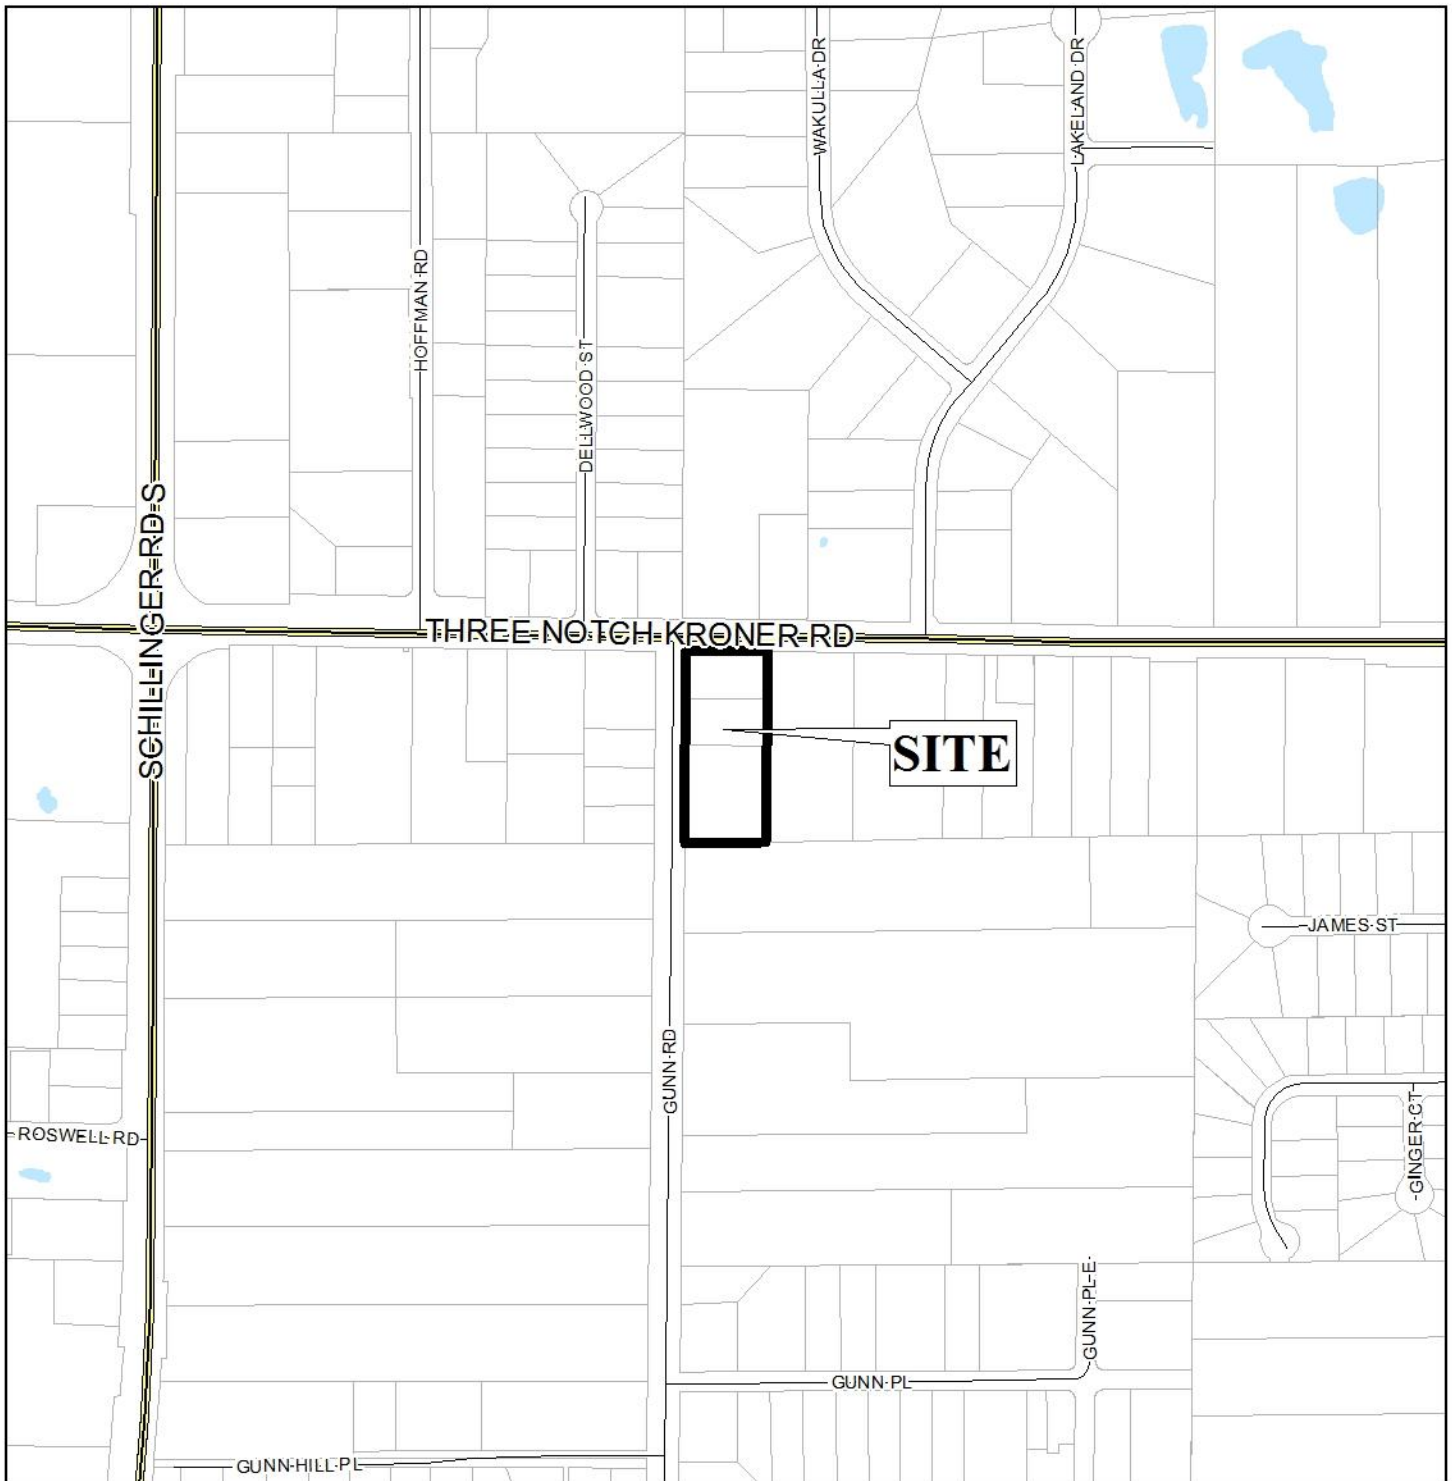 WAKULLA DR
LAKELAND DR
HOFFMAN RD
DELLWOOD ST
SCHILLINGER RD S
THREE NOTCH KRONER RD
SITE
JAMES ST
GUNN RD
ROSWELL RD
GINGER CT
GUNN PL E
GUNN PL
GUNN HILL PL